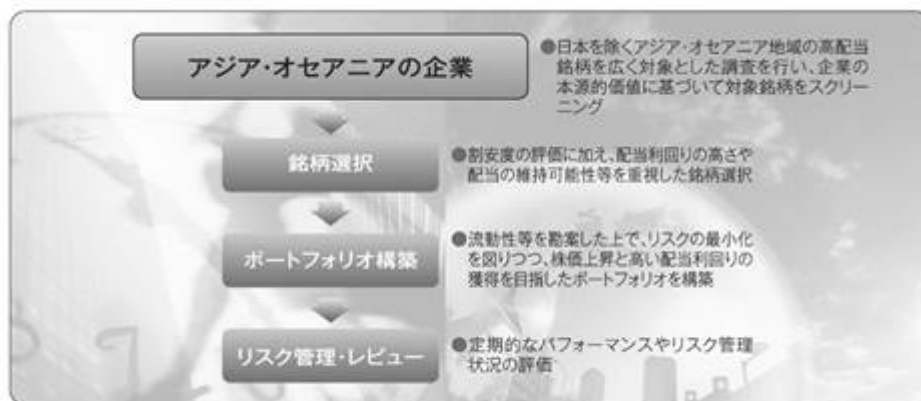 アジア・オセアニアの企業
●日本を除くアジア・オセアニア地域の高配当
銘柄を広く対象とした調査を行い、企業の
本源的価値に基づいて対象銘柄をスクリー
ニング
銘柄選択
●割安度の評価に加え、配当利回りの高さや
配当の維持可能性等を重視した銘柄選択
ポートフォリオ構築
●流動性等を勘案した上で、リスクの最小化
を図りつつ、株価上昇と高い配当利回りの
獲得を目指したポートフォリオを構築
リスク管理・レビュー
●定期的なパフォーマンスやリスク管理
状況の評価